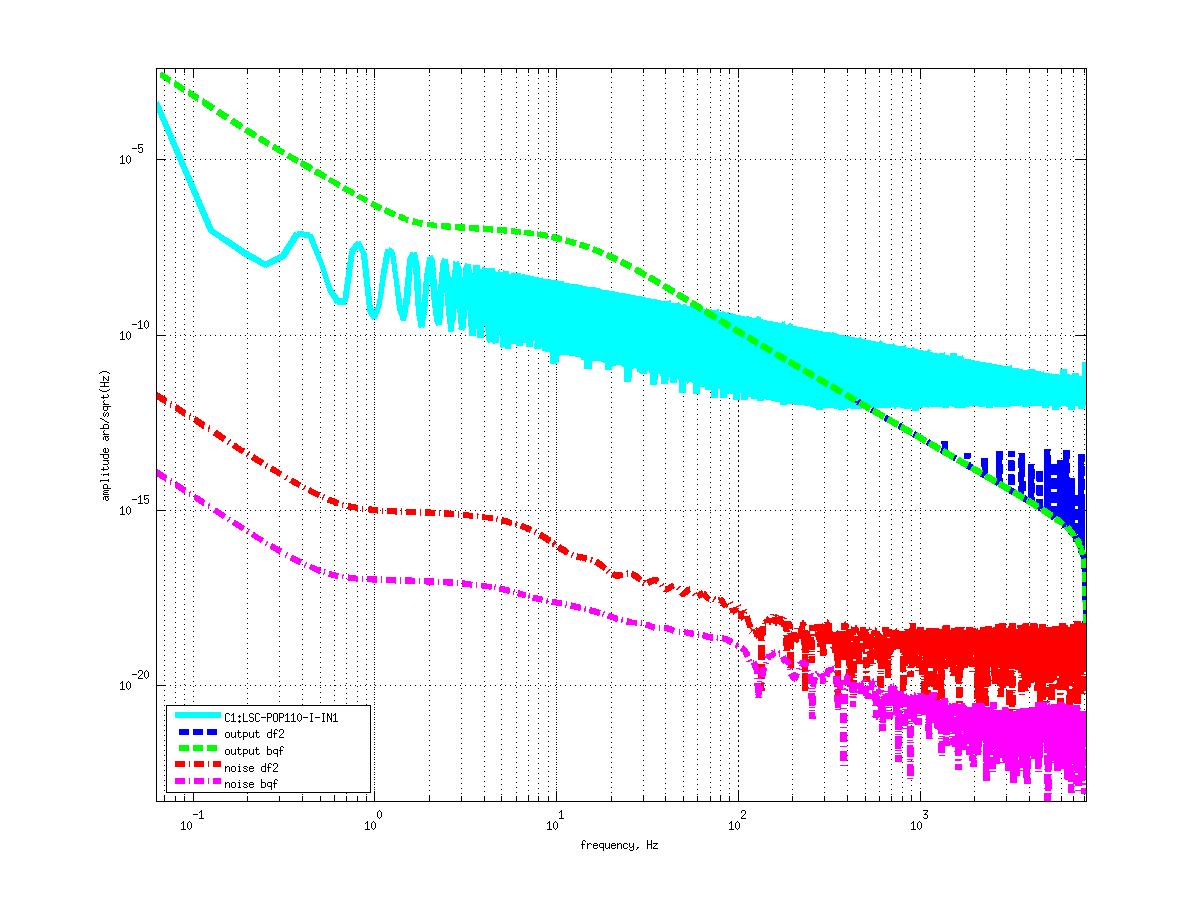 amplitude arb/sqrt(Hz)
10^-5
10^-10
10^-15
10^-20
C1:LSC-POP110-I-IN1
output df2
output bqf
noise df2
noise bqf
10^-1 10^0 10^1 10^2 10^3
frequency, Hz